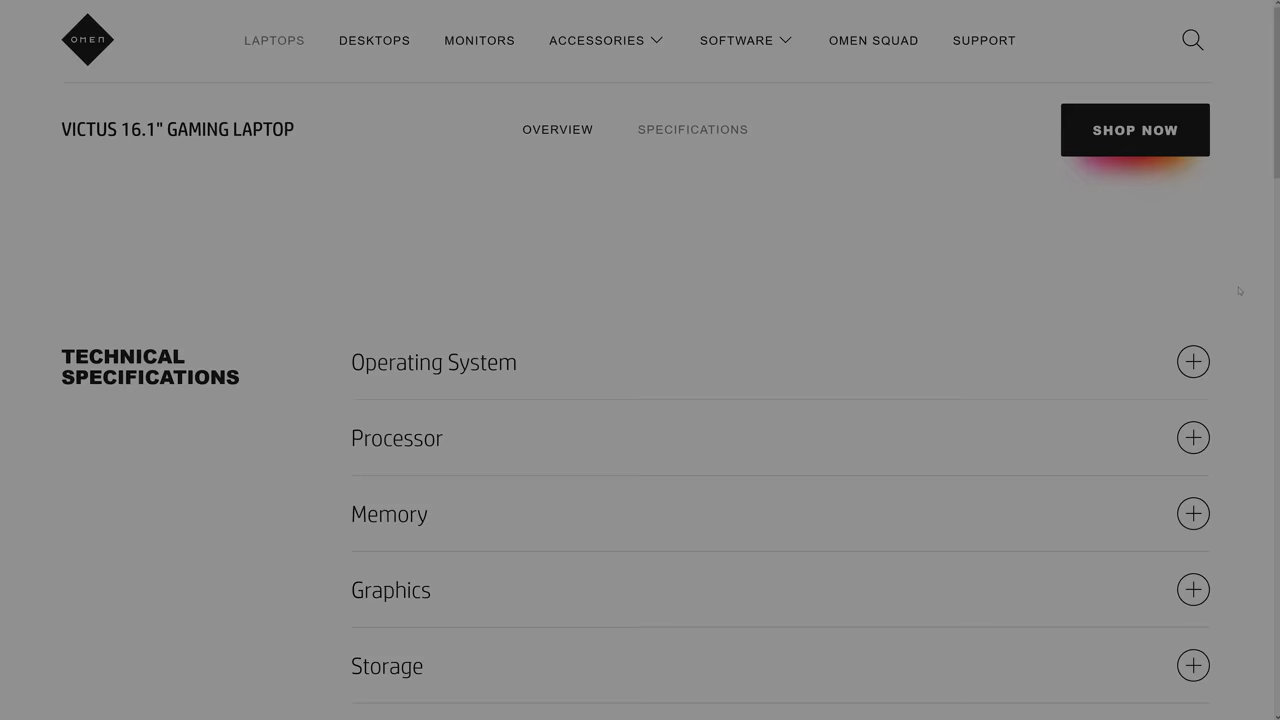 OMEN
LAPTOPS DESKTOPS MONITORS ACCESSORIES SOFTWARE OMEN SQUAD SUPPORT
VICTUS 16.1" GAMING LAPTOP
OVERVIEW SPECIFICATIONS
SHOP NOW
TECHNICAL
SPECIFICATIONS
Operating System
Processor
Memory
Graphics
Storage